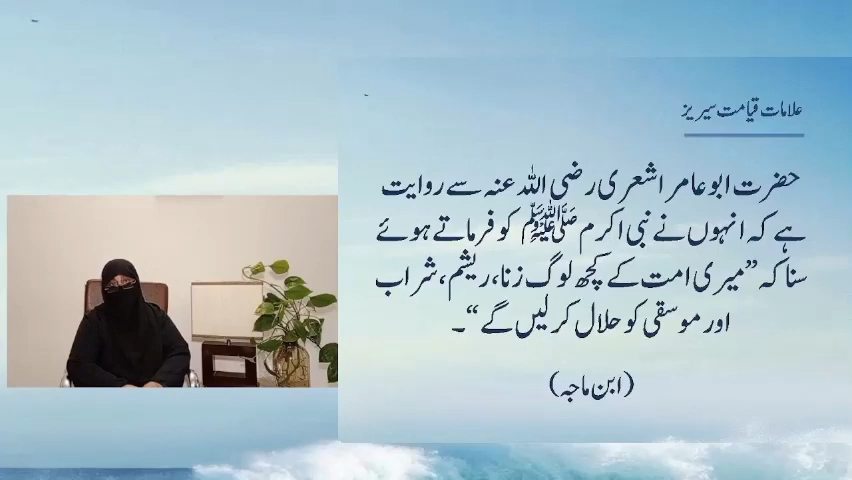 علامات قیامت سیریز
حضرت ابو عامر اشعری رضی اللہ عنہ سے روایت
ہے کہ انہوں نے نبی اکرم ﷺ کو فرماتے ہوئے
سنا کہ ”میری امت کے کچھ لوگ زنا، ریشم، شراب
اور موسقی کو حلال کر لیں گے“۔
(ابن ماجہ)